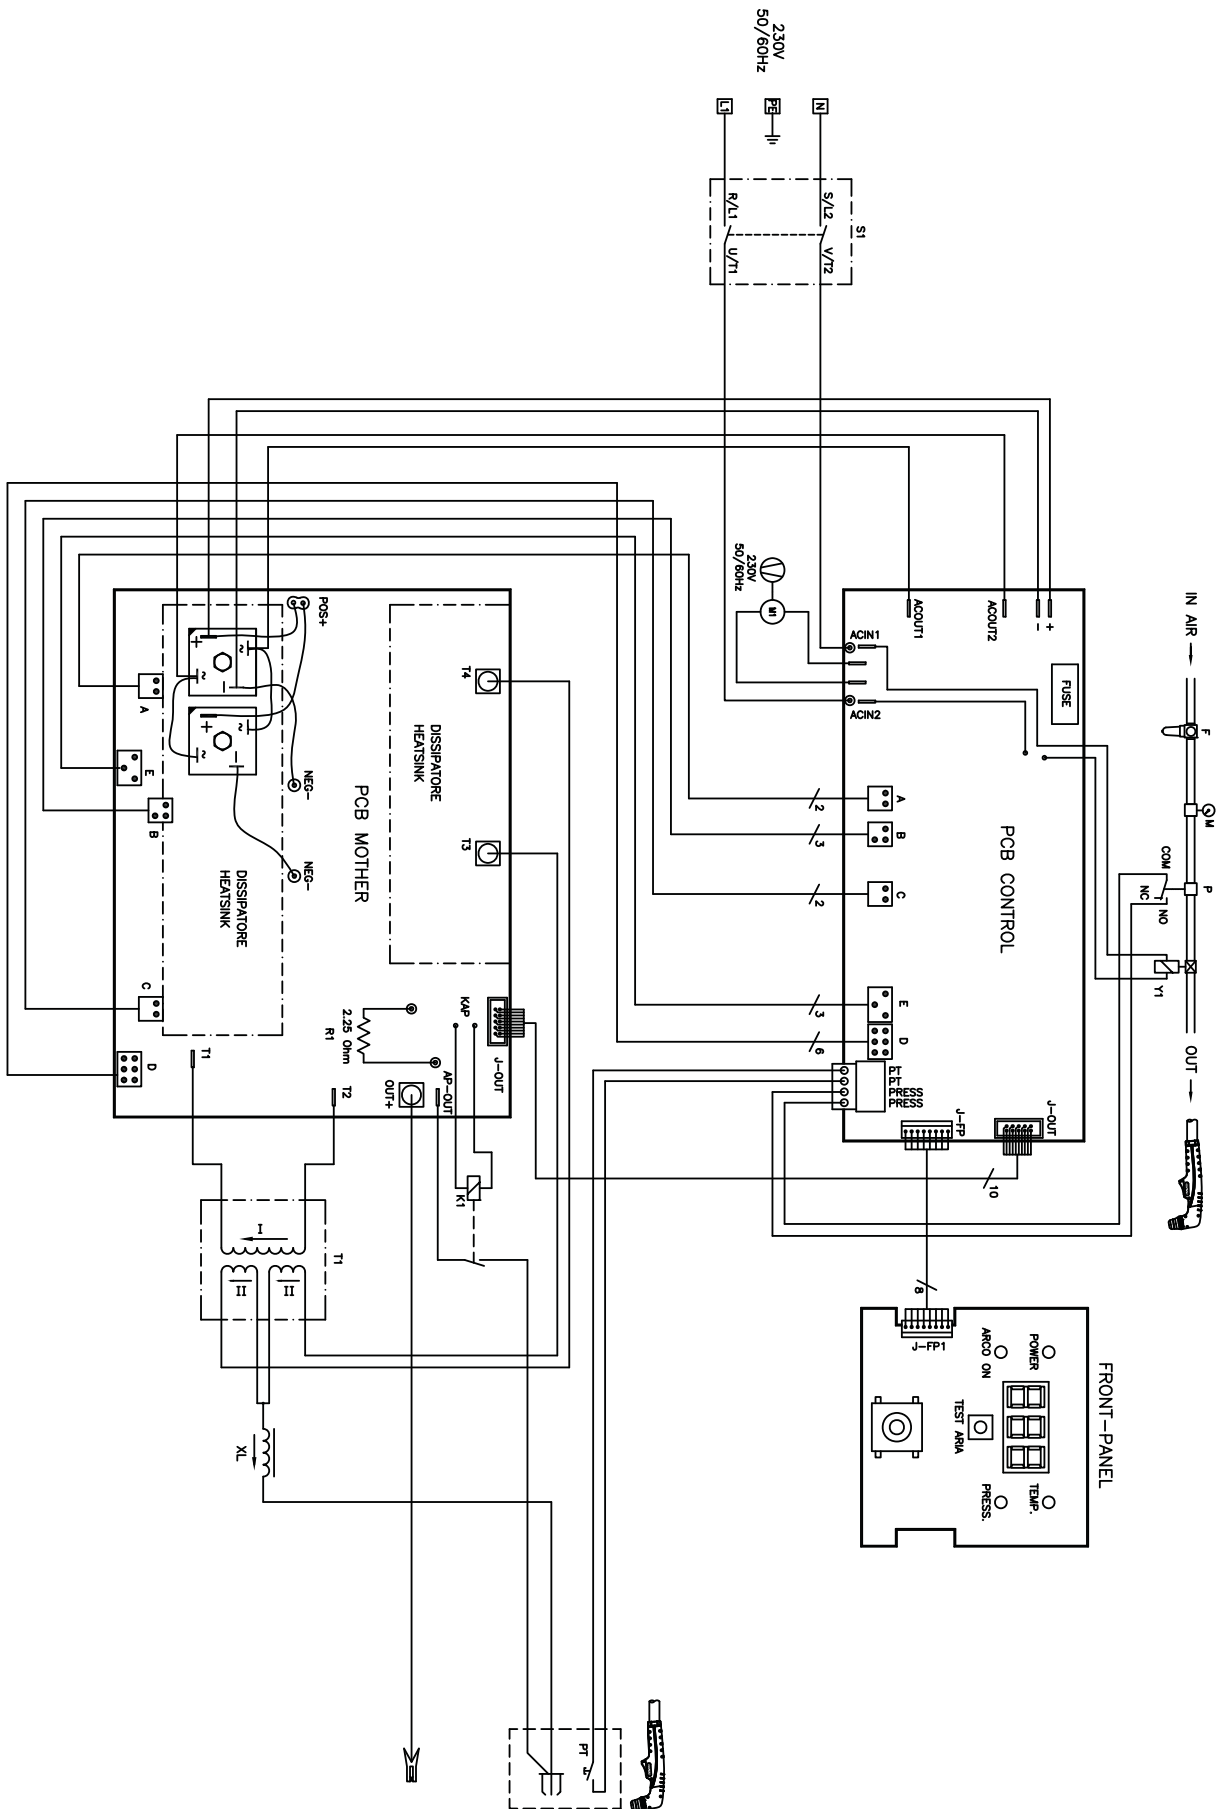 230V
50/60Hz
L1
PE
N
R/L1
S/L2
U/T1
V/T2
S1
IN AIR
F
M
P
COM
NC
NO
Y1
OUT
230V
50/60Hz
M1
ACOUT1
ACOUT2
-
+
FUSE
ACIN1
ACIN2
PCB CONTROL
A
B
C
E
D
2
3
2
3
6
PT
PT
PRESS
PRESS
J-FP
J-OUT
10
8
POS+
+
~
~
-
+
~
~
-
NEG-
NEG-
A
E
B
C
D
DISSIPATORE
HEATSINK
PCB MOTHER
DISSIPATORE
HEATSINK
T4
T3
KAP
J-OUT
2.25 Ohm
R1
AP-OUT
OUT+
T1
T2
K1
T1
I
II
II
XL
FRONT-PANEL
J-FP1
ARCO ON
POWER
TEST ARIA
PRESS.
TEMP.
PT